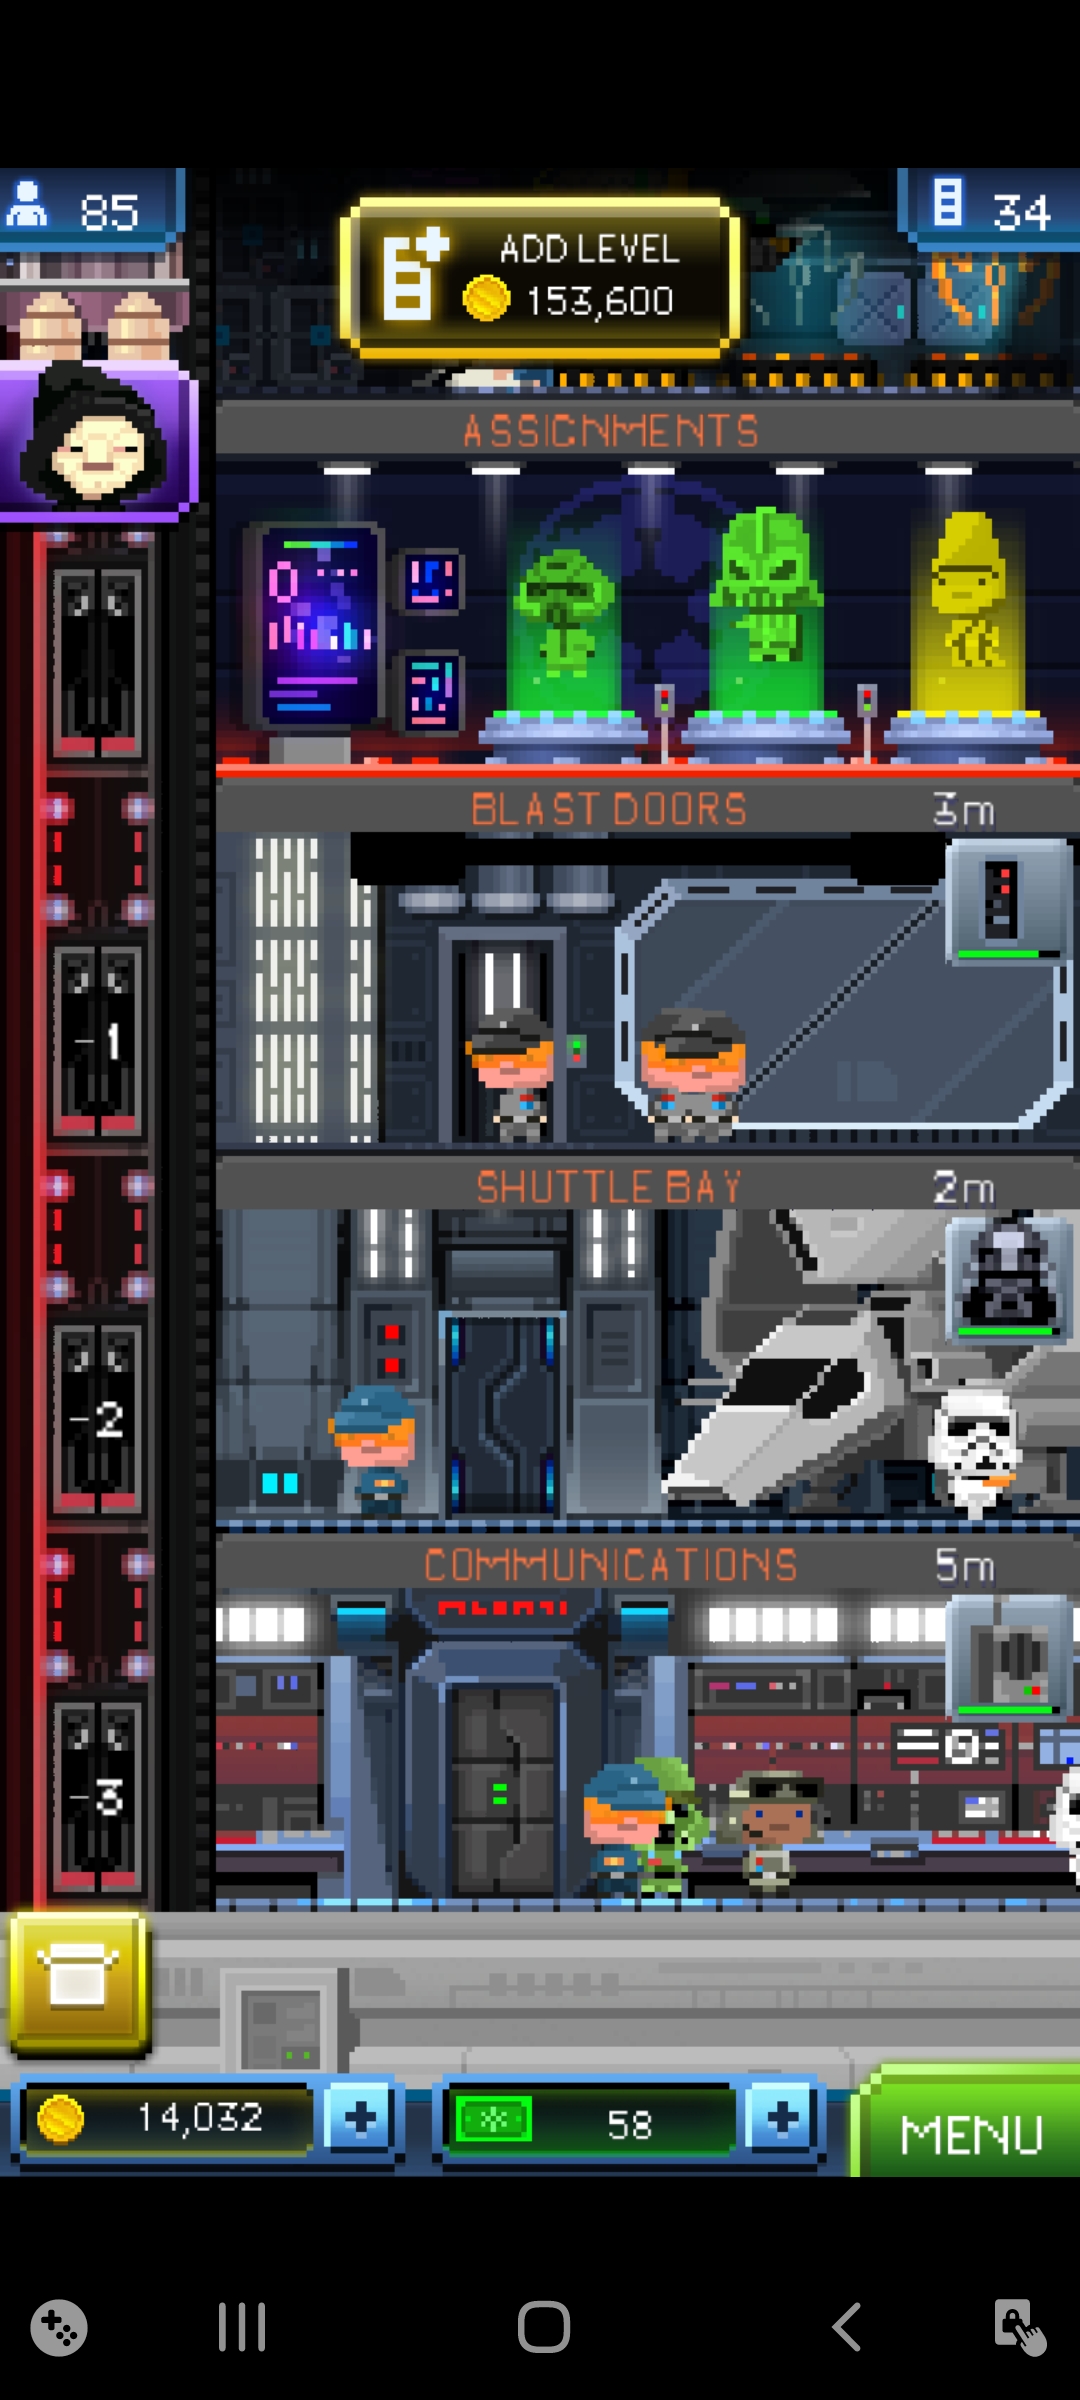 85
ADD LEVEL
153,600
34
ASSIGNMENTS
BLAST DOORS 3m
-1
SHUTTLE BAY 2m
-2
COMMUNICATIONS 5m
-3
14,032
58
MENU